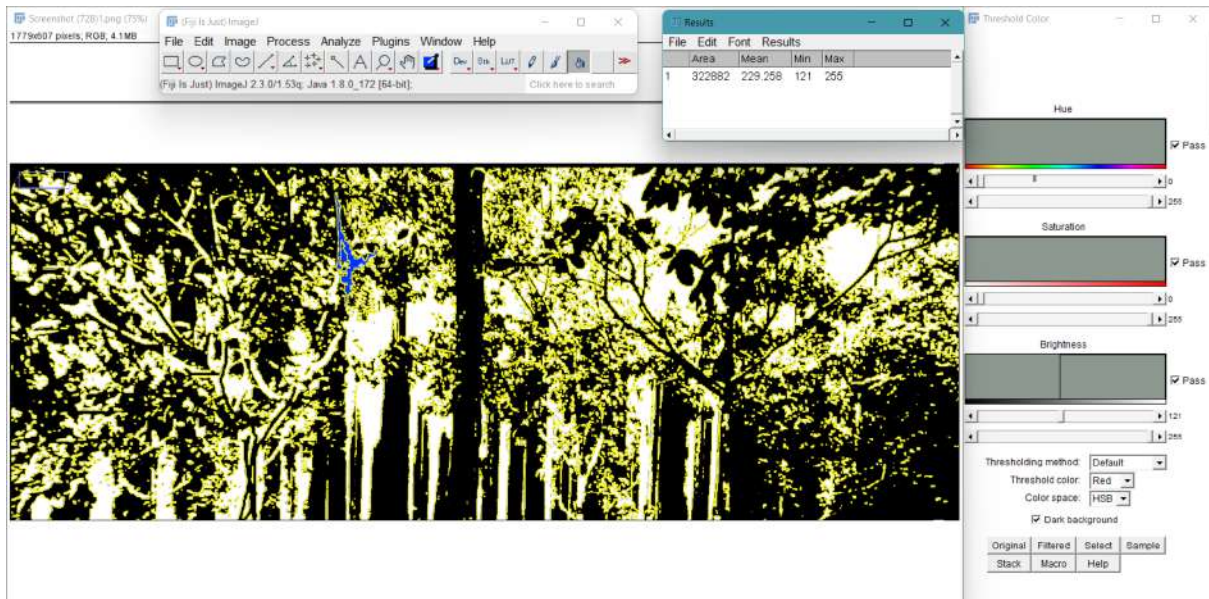 Screenshot (728)1.png (75%)
1779x607 pixels; RGB; 4.1MB
(Fiji Is Just) ImageJ
File Edit Image Process Analyze Plugins Window Help
Dev Stk LUT
(Fiji Is Just) ImageJ 2.3.0/1.53q; Java 1.8.0_172 [64-bit];
Click here to search
Results
File Edit Font Results
Area Mean Min Max
1 322882 229.258 121 255
Threshold Color
Hue
Pass
0
255
Saturation
Pass
0
255
Brightness
Pass
121
255
Thresholding method: Default
Threshold color: Red
Color space: HSB
Dark background
Original Filtered Select Sample
Stack Macro Help